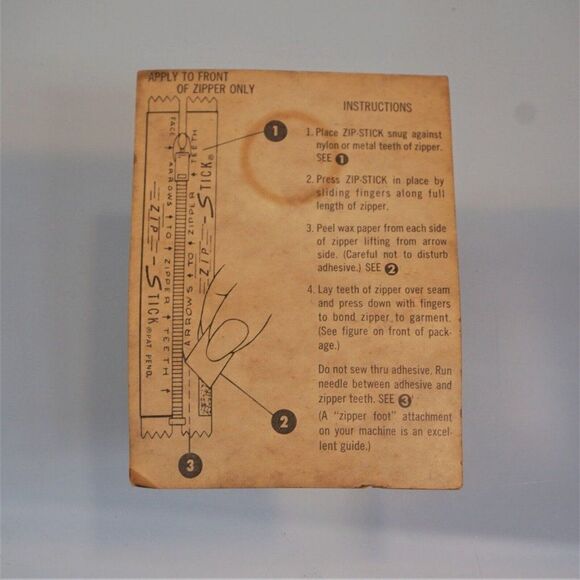 APPLY TO FRONT
OF ZIPPER ONLY
FACE ARROWS TO ZIPPER TEETH
ZIP-STICK ® PAT PEND.
ARROWS TO ZIPPER TEETH
ZIP-STICK ®
1
2
3
INSTRUCTIONS
1. Place ZIP-STICK snug against
nylon or metal teeth of zipper.
SEE 1
2. Press ZIP-STICK in place by
sliding fingers along full
length of zipper.
3. Peel wax paper from each side
of zipper lifting from arrow
side. (Careful not to disturb
adhesive.) SEE 2
4. Lay teeth of zipper over seam
and press down with fingers
to bond zipper to garment.
(See figure on front of pack-
age.)
Do not sew thru adhesive. Run
needle between adhesive and
zipper teeth. SEE 3
(A "zipper foot" attachment
on your machine is an excel-
lent guide.)